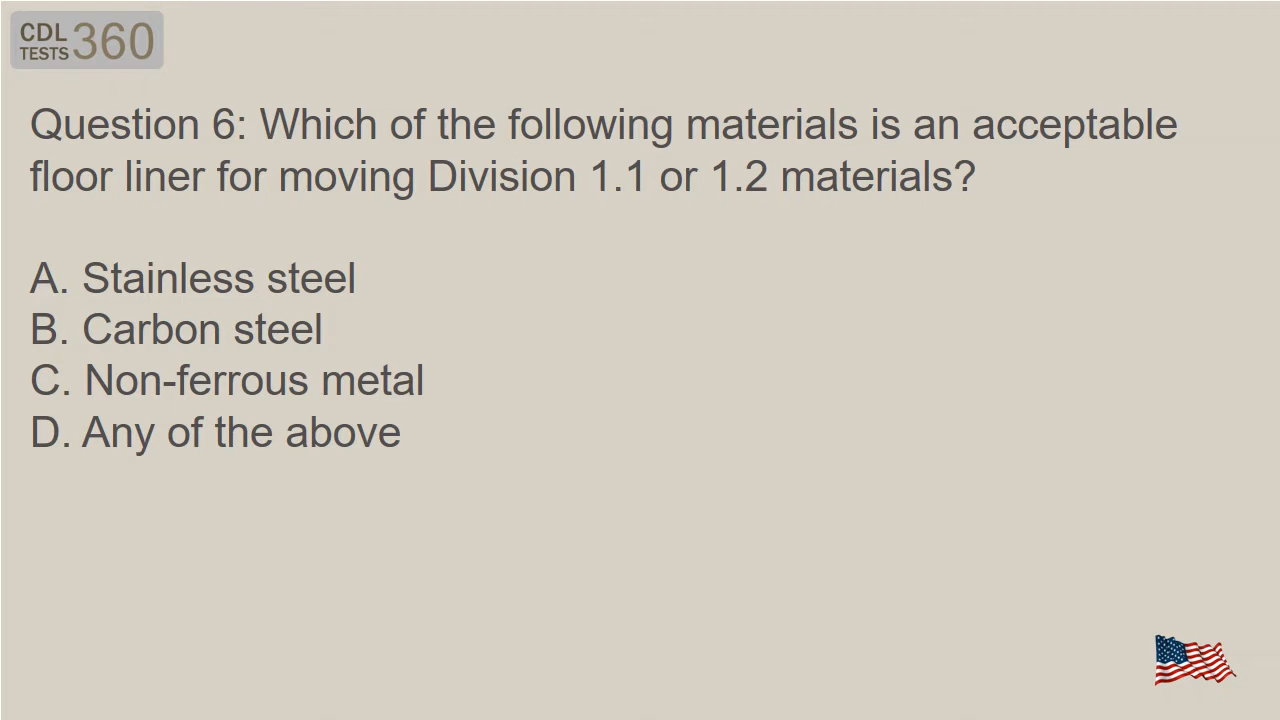 CDL
TESTS 360
Question 6: Which of the following materials is an acceptable
floor liner for moving Division 1.1 or 1.2 materials?
A. Stainless steel
B. Carbon steel
C. Non-ferrous metal
D. Any of the above